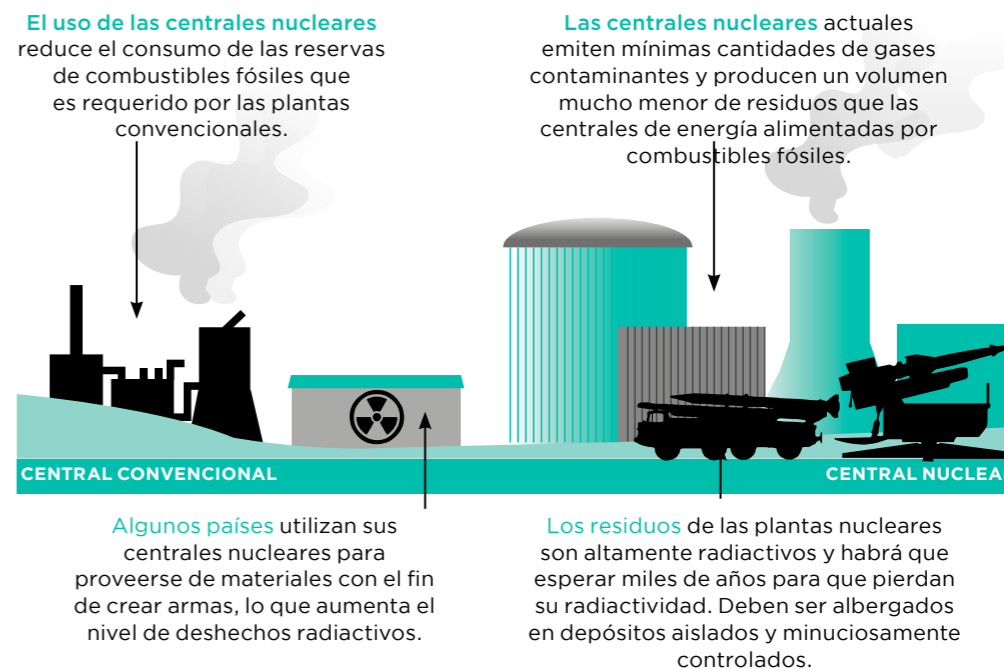 El uso de las centrales nucleares
reduce el consumo de las reservas
de combustibles fósiles que
es requerido por las plantas
convencionales.
Las centrales nucleares actuales
emiten mínimas cantidades de gases
contaminantes y producen un volumen
mucho menor de residuos que las
centrales de energía alimentadas por
combustibles fósiles.
CENTRAL CONVENCIONAL
CENTRAL NUCLEA
Algunos países utilizan sus
centrales nucleares para
proveerse de materiales con el fin
de crear armas, lo que aumenta el
nivel de deshechos radiactivos.
Los residuos de las plantas nucleares
son altamente radiactivos y habrá que
esperar miles de años para que pierdan
su radiactividad. Deben ser albergados
en depósitos aislados y minuciosamente
controlados.